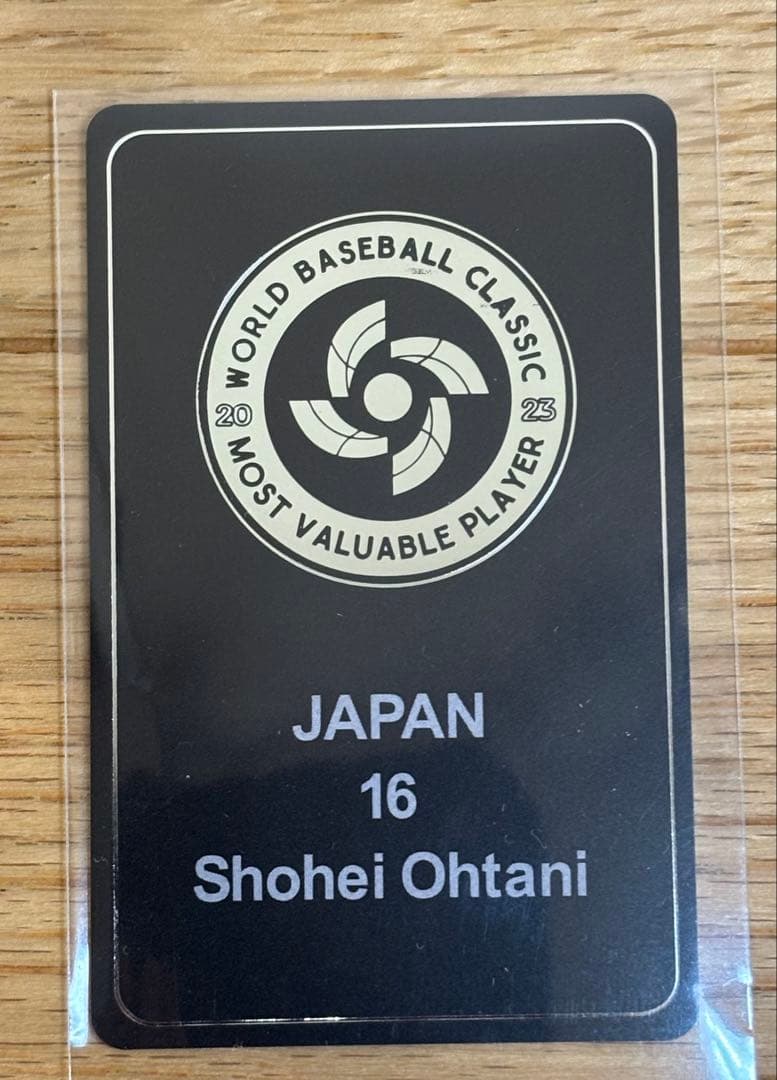 WORLD BASEBALL CLASSIC
20 23
MOST VALUABLE PLAYER
JAPAN
16
Shohei Ohtani